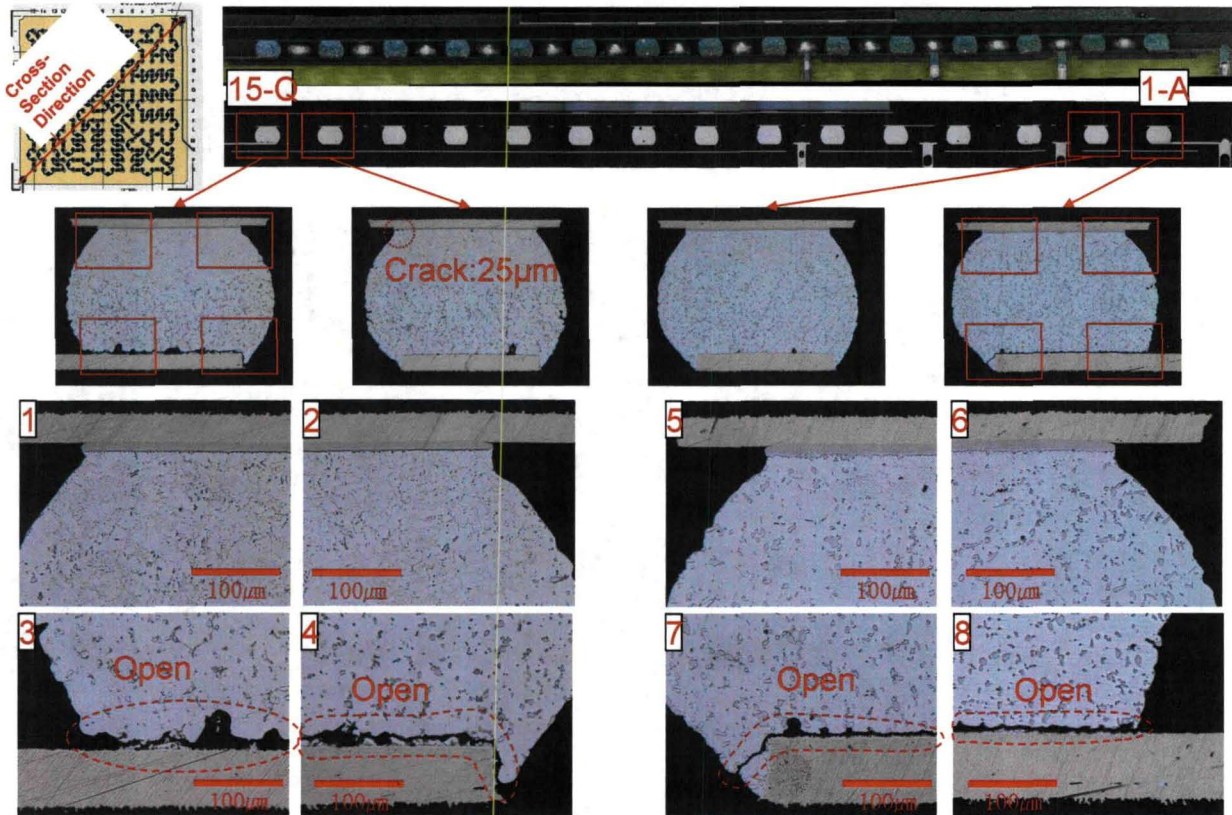 Cross-
Section
Direction
15-Q
1-A
Crack:25μm
1
2
5
6
100μm
100μm
100μm
100μm
3
4
7
8
Open
Open
Open
Open
100μm
100μm
100μm
100μm